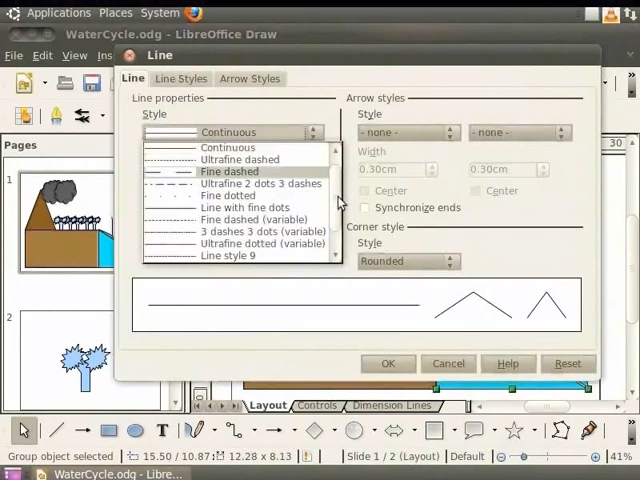 Applications Places System
WaterCycle.odg - LibreOffice Draw
File Edit View Ins
Line
Line Line Styles Arrow Styles
Line properties Arrow styles
Style Style
Continuous - none - - none -
Continuous
Ultrafine dashed
Fine dashed
Ultrafine 2 dots 3 dashes
Fine dotted
Line with fine dots
Fine dashed (variable)
3 dashes 3 dots (variable)
Ultrafine dotted (variable)
Line style 9
Width
0.30cm 0.30cm
Center Center
Synchronize ends
Corner style
Style
Rounded
OK Cancel Help Reset
Pages
1
2
30
Layout Controls Dimension Lines
T
Group object selected 15.50 / 10.87 12.28 x 8.13 Slide 1 / 2 (Layout) Default 41%
WaterCycle.odg - Libre...